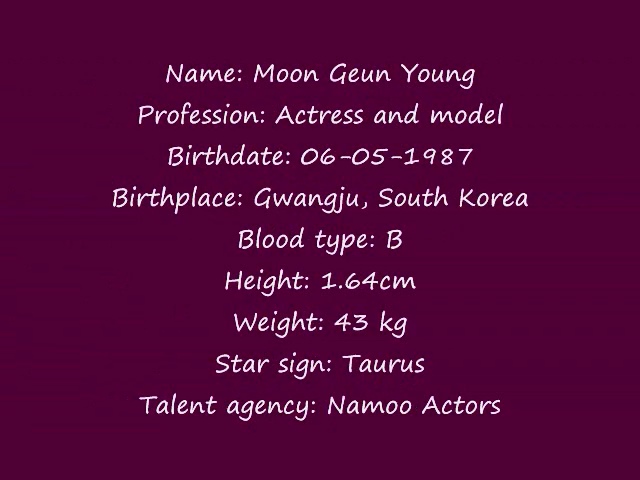 Name: Moon Geun Young
Profession: Actress and model
Birthdate: 06-05-1987
Birthplace: Gwangju, South Korea
Blood type: B
Height: 1.64cm
Weight: 43 kg
Star sign: Taurus
Talent agency: Namoo Actors